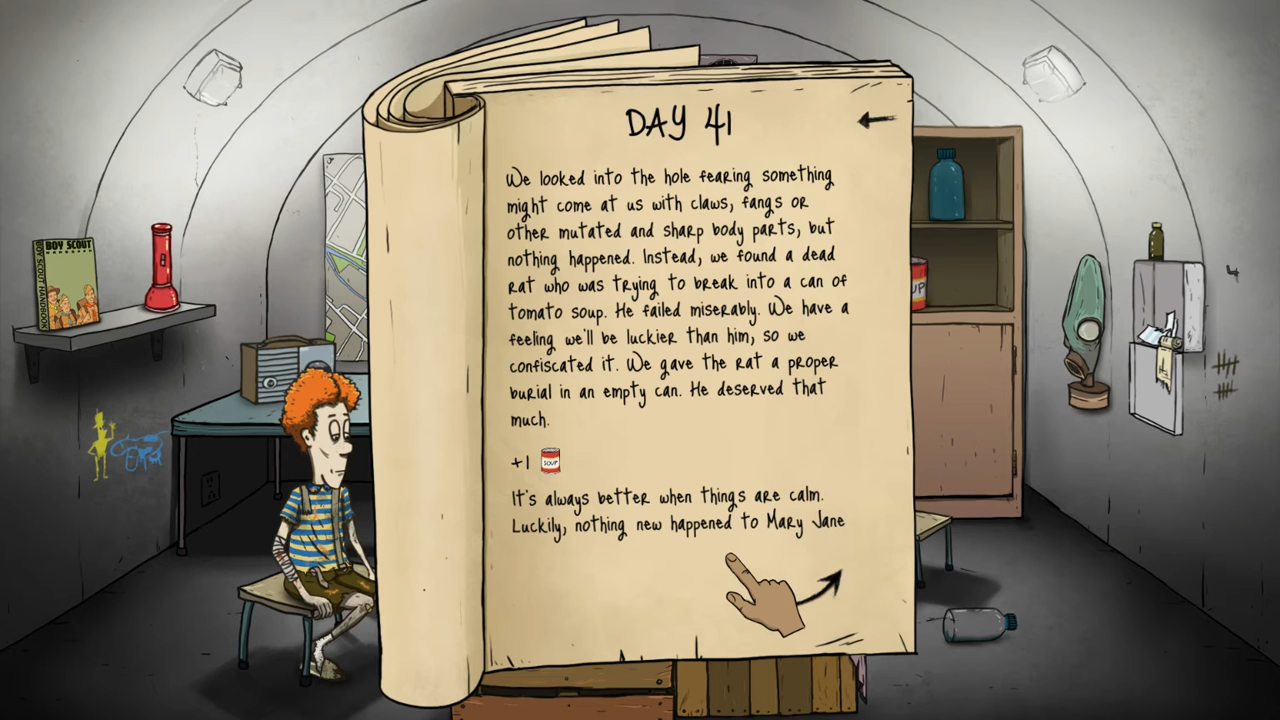 DAY 41
We looked into the hole fearing something
might come at us with claws, fangs or
other mutated and sharp body parts, but
nothing happened. Instead, we found a dead
rat who was trying to break into a can of
tomato soup. He failed miserably. We have a
feeling we'll be luckier than him, so we
confiscated it. We gave the rat a proper
burial in an empty can. He deserved that
much.
+1 SOUP
It's always better when things are calm.
Luckily, nothing new happened to Mary Jane
BOY SCOUT
BOY SCOUT HANDBOOK
UP